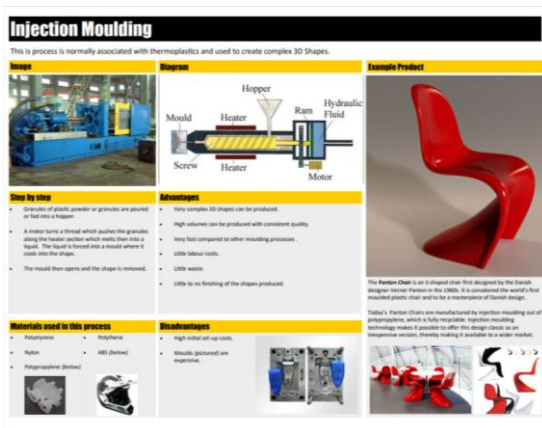 Injection Moulding
This is process is normally associated with thermoplastics and used to create complex 3D Shapes.
Image
Diagram
Hopper
Mould
Heater
Ram
Hydraulic
Fluid
Screw
Heater
Motor
Example Product
Step by step
• Granules of plastic powder or granules are poured
or fed into a hopper.
• A motor turns a thread which pushes the granules
along the heater section which melts then into a
liquid. The liquid is forced into a mould where it
cools into the shape.
• The mould then opens and the shape is removed.
Advantages
• Very complex 3D shapes can be produced.
• High volumes can be produced with consistent quality.
• Very fast compared to other moulding processes .
• Little labour costs.
• Little waste.
• Little to no finishing of the shapes produced.
The Panton Chair is an S-shaped chair first designed by the Danish
designer Verner Panton in the 1960s. It is considered the world's first
moulded plastic chair and to be a masterpiece of Danish design.
Today's Panton Chairs are manufactured by injection moulding out of
polypropylene, which is fully recyclable. Injection moulding
technology makes it possible to offer this design classic as an
inexpensive version, thereby making it available to a wider market.
Materials used in this process
• Polystyrene
• Polythene
• Nylon
• ABS (below)
• Polypropylene (below)
Disadvantages
• High initial set-up costs.
• Moulds (pictured) are
expensive.